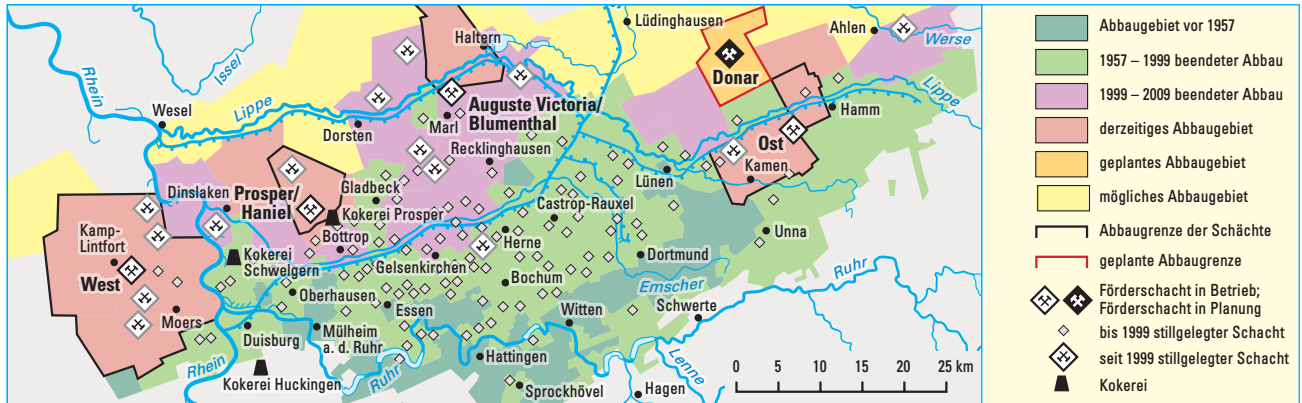 Lüdinghausen
Ahlen
Werse
Haltern
Issel
Rhein
Donar
Lippe
Wesel
Lippe
Auguste Victoria/
Blumenthal
Hamm
Dorsten
Marl
Ost
Recklinghausen
Kamen
Lünen
Dinslaken
Prosper/
Haniel
Gladbeck
Castrop-Rauxel
Kokerei Prosper
Kamp-
Lintfort
Bottrop
Herne
Unna
Kokerei
Schwelgern
Gelsenkirchen
Dortmund
West
Bochum
Emscher
Ruhr
Oberhausen
Essen
Witten
Schwerte
Moers
Duisburg
Mülheim
a. d. Ruhr
Hattingen
Rhein
Ruhr
Lenne
Kokerei Huckingen
Sprockhövel
Hagen
0 5 10 15 20 25 km
Abbaugebiet vor 1957
1957 – 1999 beendeter Abbau
1999 – 2009 beendeter Abbau
derzeitiges Abbaugebiet
geplantes Abbaugebiet
mögliches Abbaugebiet
Abbaugrenze der Schächte
geplante Abbaugrenze
Förderschacht in Betrieb;
Förderschacht in Planung
bis 1999 stillgelegter Schacht
seit 1999 stillgelegter Schacht
Kokerei